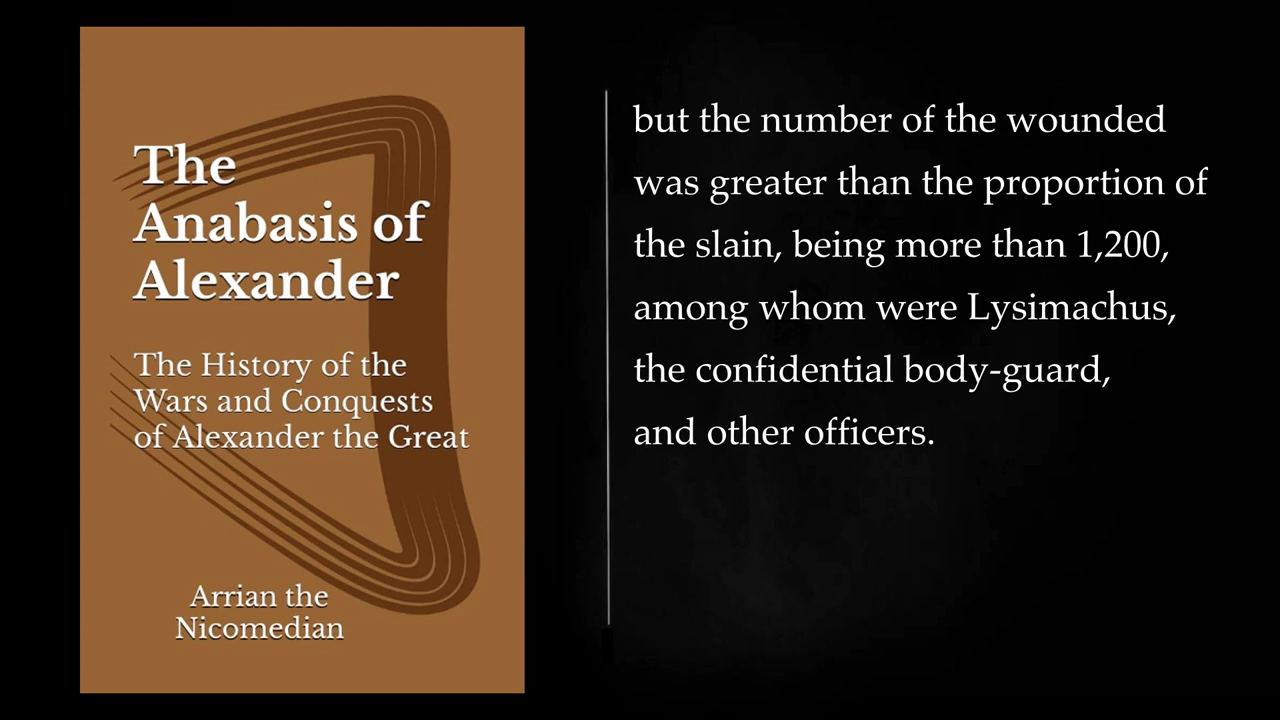 The
Anabasis of
Alexander
The History of the
Wars and Conquests
of Alexander the Great
Arrian the
Nicomedian
but the number of the wounded
was greater than the proportion of
the slain, being more than 1,200,
among whom were Lysimachus,
the confidential body-guard,
and other officers.